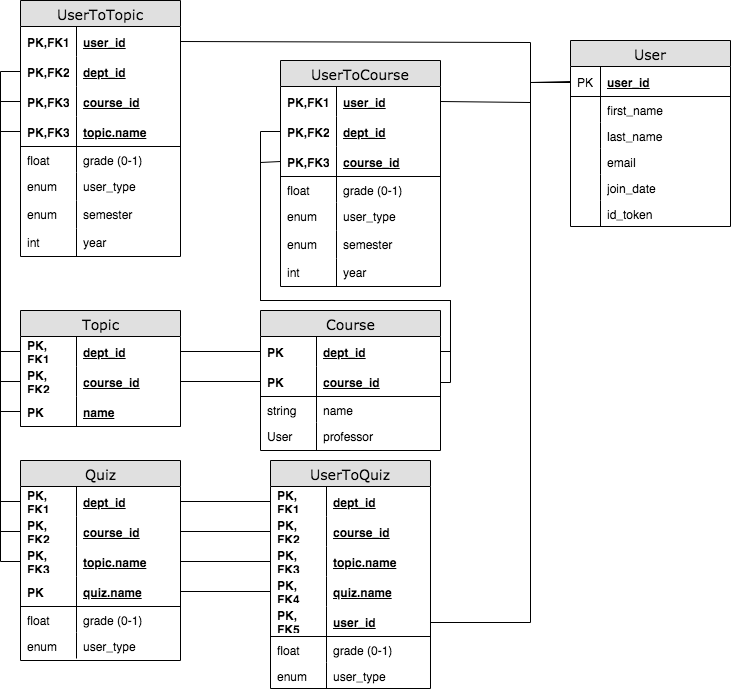 UserToTopic
PK,FK1 user_id
PK,FK2 dept_id
PK,FK3 course_id
PK,FK3 topic.name
float grade (0-1)
enum user_type
enum semester
int year
UserToCourse
PK,FK1 user_id
PK,FK2 dept_id
PK,FK3 course_id
float grade (0-1)
enum user_type
enum semester
int year
User
PK user_id
first_name
last_name
email
join_date
id_token
Topic
PK, FK1 dept_id
PK, FK2 course_id
PK name
Course
PK dept_id
PK course_id
string name
User professor
Quiz
PK, FK1 dept_id
PK, FK2 course_id
PK, FK3 topic.name
PK quiz.name
float grade (0-1)
enum user_type
UserToQuiz
PK, FK1 dept_id
PK, FK2 course_id
PK, FK3 topic.name
PK, FK4 quiz.name
PK, FK5 user_id
float grade (0-1)
enum user_type